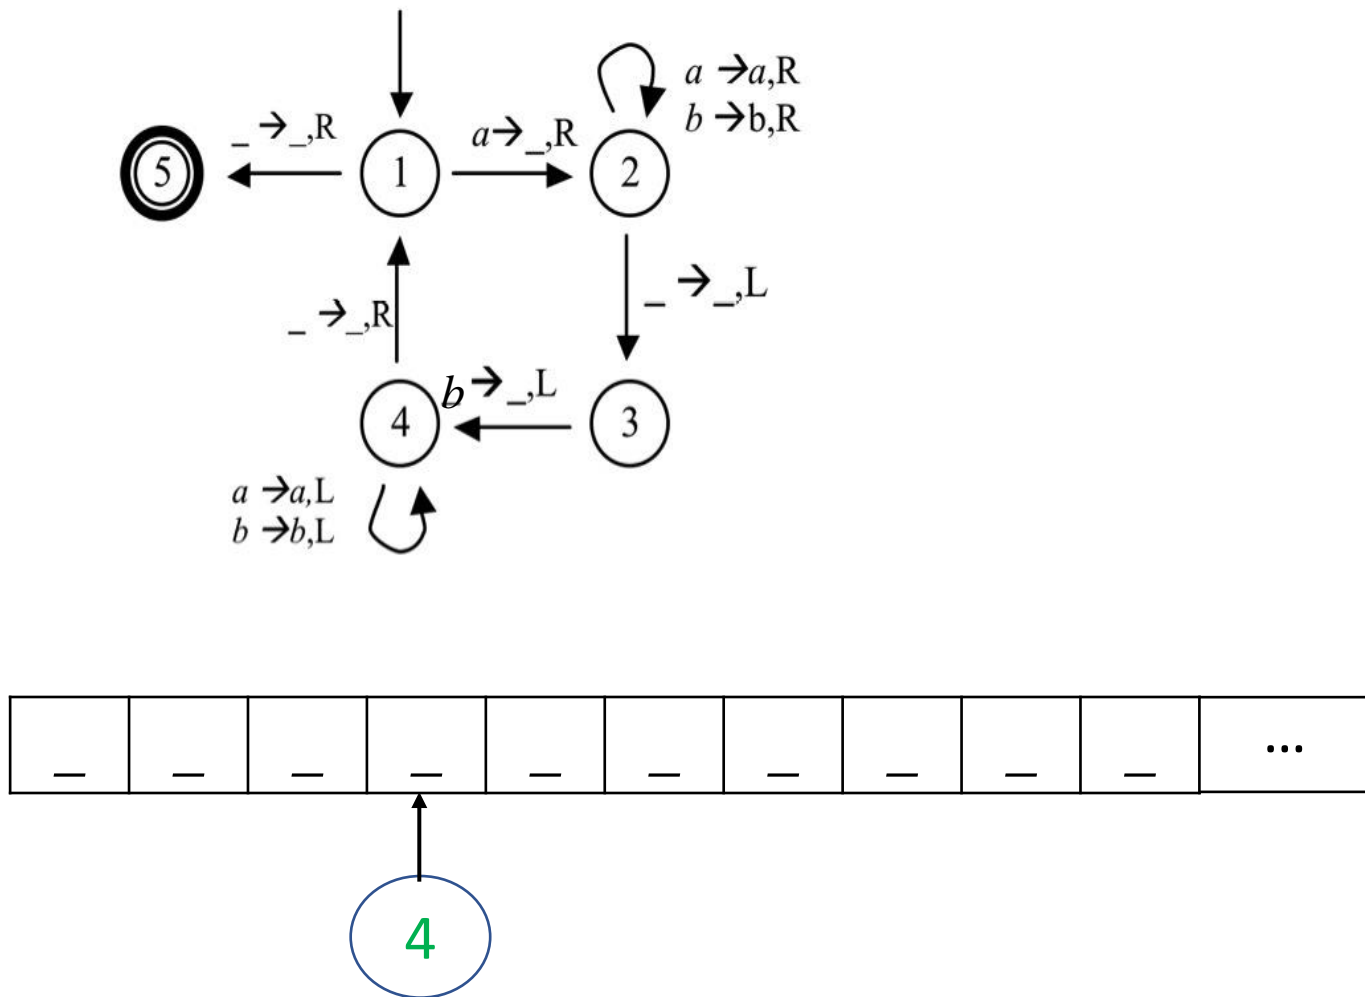 a →a,R
b →b,R
_ →_,R
a→_,R
5
1
2
_ →_,L
_ →_,R
b→_,L
4
3
a →a,L
b →b,L
_ _ _ _ _ _ _ _ _ _ ...
4